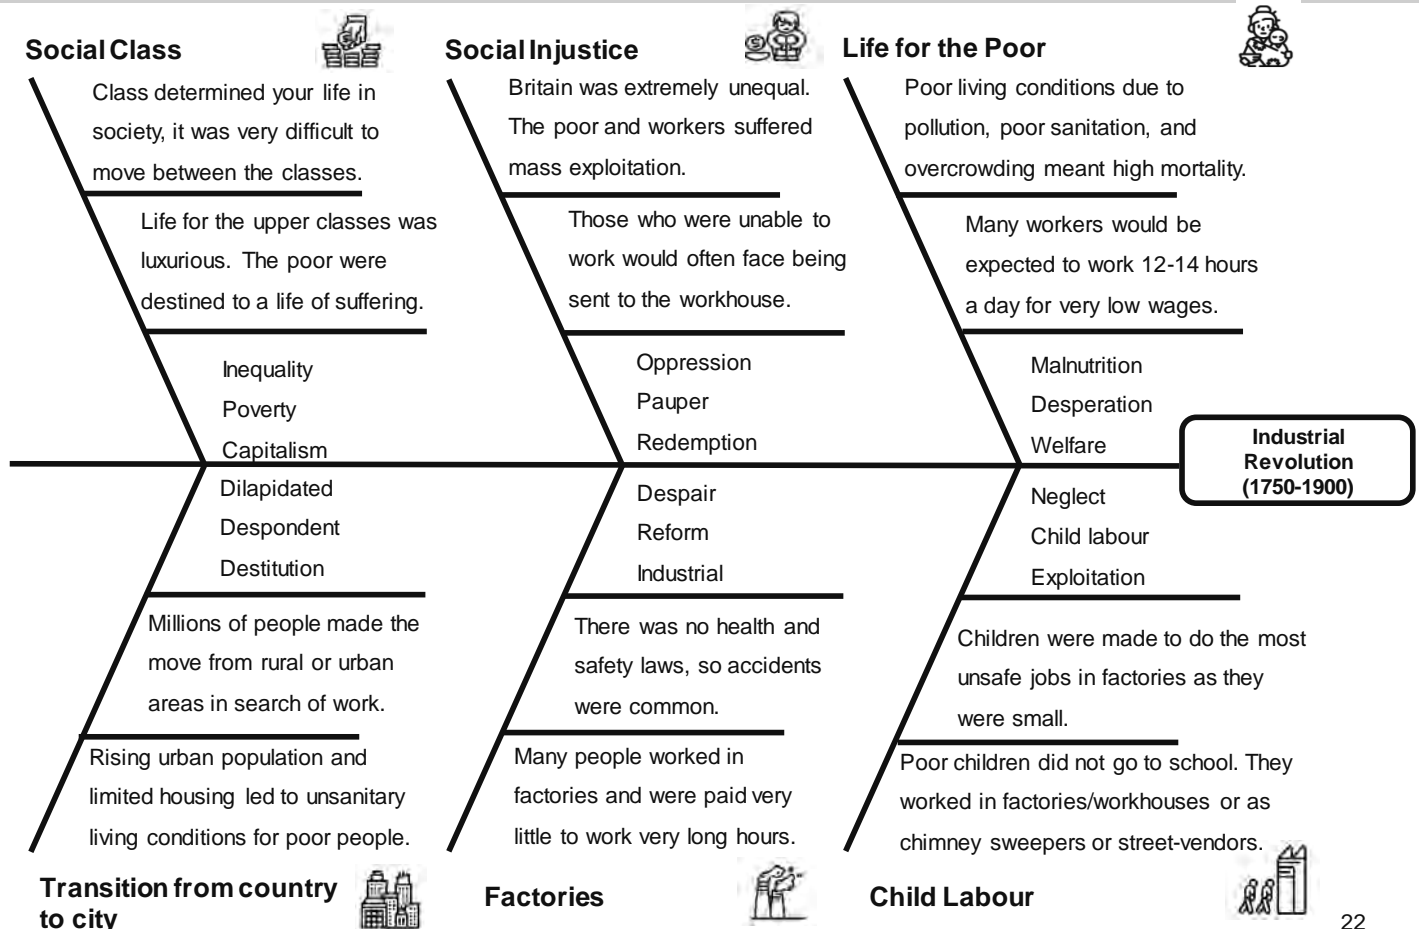 Social Class
Class determined your life in
society, it was very difficult to
move between the classes.
Life for the upper classes was
luxurious. The poor were
destined to a life of suffering.
Inequality
Poverty
Capitalism
Social Injustice
Britain was extremely unequal.
The poor and workers suffered
mass exploitation.
Those who were unable to
work would often face being
sent to the workhouse.
Oppression
Pauper
Redemption
Life for the Poor
Poor living conditions due to
pollution, poor sanitation, and
overcrowding meant high mortality.
Many workers would be
expected to work 12-14 hours
a day for very low wages.
Malnutrition
Desperation
Welfare
Industrial
Revolution
(1750-1900)
Dilapidated
Despondent
Destitution
Millions of people made the
move from rural or urban
areas in search of work.
Rising urban population and
limited housing led to unsanitary
living conditions for poor people.
Transition from country
to city
Despair
Reform
Industrial
There was no health and
safety laws, so accidents
were common.
Many people worked in
factories and were paid very
little to work very long hours.
Factories
Neglect
Child labour
Exploitation
Children were made to do the most
unsafe jobs in factories as they
were small.
Poor children did not go to school. They
worked in factories/workhouses or as
chimney sweepers or street-vendors.
Child Labour
22